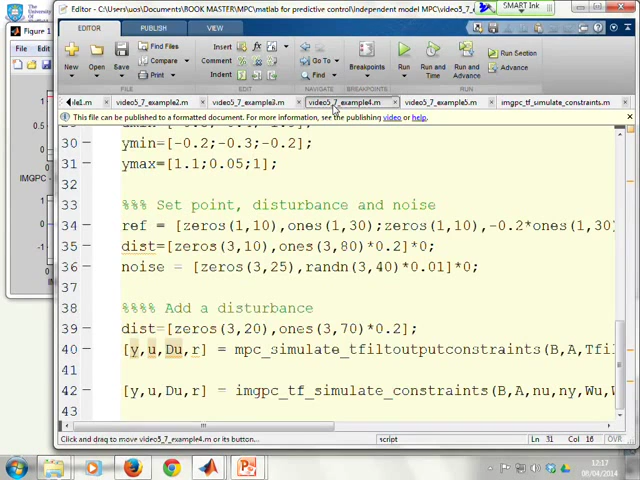 The University Of
Editor - C:\Users\uos\Documents\BOOK MASTER\MPC\matlab for predictive control\Independent model MPC\video5_7_
SMART Ink
Figure 1
File Edit
EDITOR PUBLISH VIEW
New Open Save
Find Files
Compare
Print
Insert
Comment
Indent
Go To
Find
Breakpoints
Run Run and Time Run and Advance
Run Section
Advance
FILE EDIT NAVIGATE BREAKPOINTS RUN
video5_7_example2.m video5_7_example3.m video5_7_example4.m video5_7_example5.m imgpc_tf_simulate_constraints.m
This file can be published to a formatted document. For more information, see the publishing video or help.
30 ymin=[-0.2;-0.3;-0.2];
31 ymax=[1.1;0.05;1];
32
33 %%% Set point, disturbance and noise
34 ref = [zeros(1,10),ones(1,30);zeros(1,10),-0.2*ones(1,30
35 dist=[zeros(3,10),ones(3,80)*0.2]*0;
36 noise = [zeros(3,25),randn(3,40)*0.01]*0;
37
38 %%%% Add a disturbance
39 dist=[zeros(3,20),ones(3,70)*0.2];
40 [y,u,Du,r] = mpc_simulate_tfiltoutputconstraints(B,A,Tfil
42 [y,u,Du,r] = imgpc_tf_simulate_constraints(B,A,nu,ny,Wu,
43
IMGPC
1
0
-1
Click and drag to move video5_7_example4.m or its button...
script
Ln 31 Col 16 OVR
12:17
08/04/2014